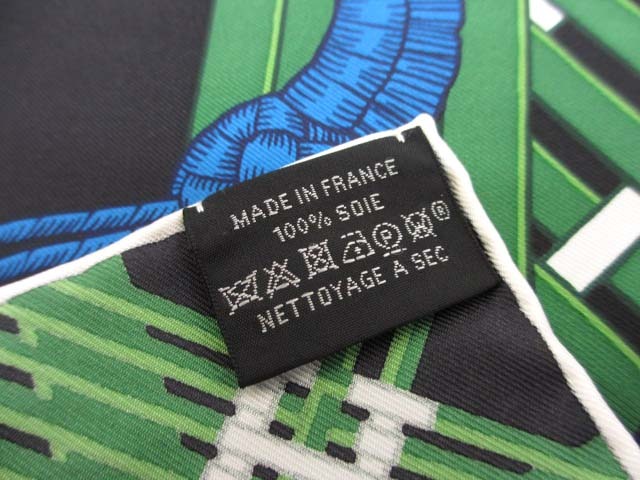 MADE IN FRANCE
100% SOIE
P ®
NETTOYAGE À SEC